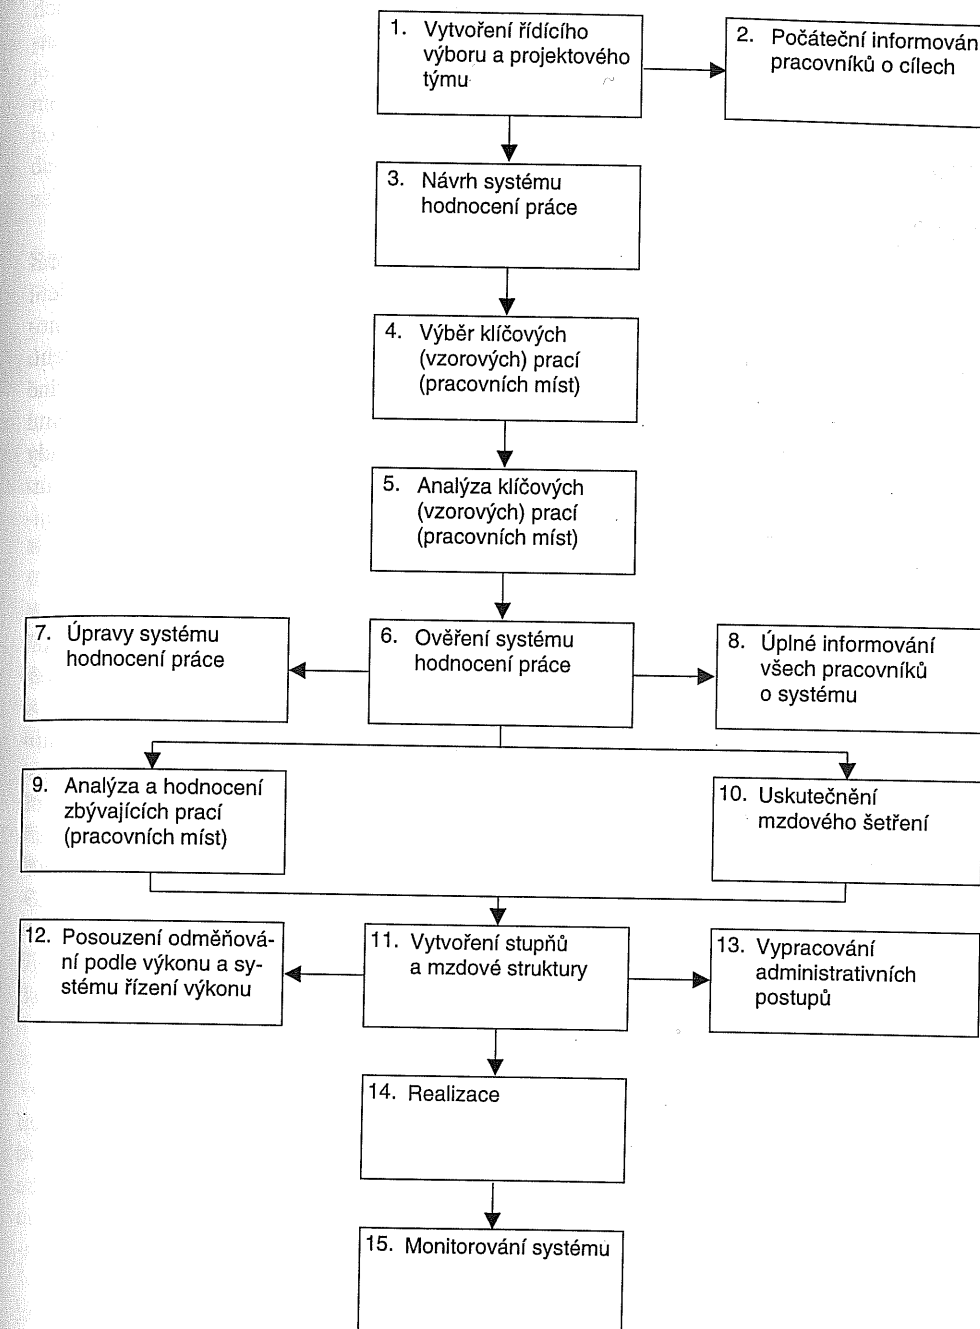 1. Vytvoření řídícího
výboru a projektového
týmu
2. Počáteční informován
pracovníků o cílech
3. Návrh systému
hodnocení práce
4. Výběr klíčových
(vzorových) prací
(pracovních míst)
5. Analýza klíčových
(vzorových) prací
(pracovních míst)
7. Úpravy systému
hodnocení práce
6. Ověření systému
hodnocení práce
8. Úplné informování
všech pracovníků
o systému
9. Analýza a hodnocení
zbývajících prací
(pracovních míst)
10. Uskutečnění
mzdového šetření
12. Posouzení odměňová-
ní podle výkonu a sy-
stému řízení výkonu
11. Vytvoření stupňů
a mzdové struktury
13. Vypracování
administrativních
postupů
14. Realizace
15. Monitorování systému